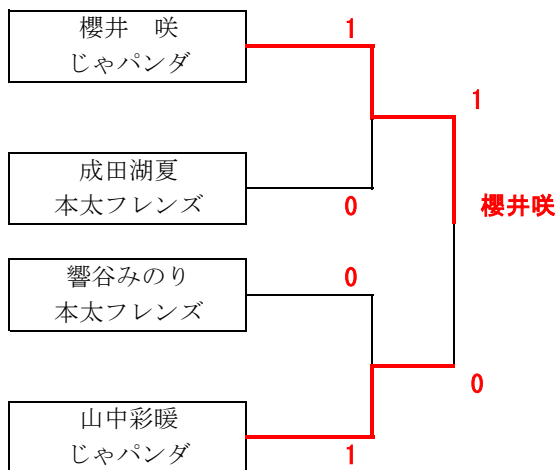 櫻井　咲
じゃパンダ
1
1
成田湖夏
本太フレンズ
0
櫻井咲
響谷みのり
本太フレンズ
0
0
山中彩暖
じゃパンダ
1